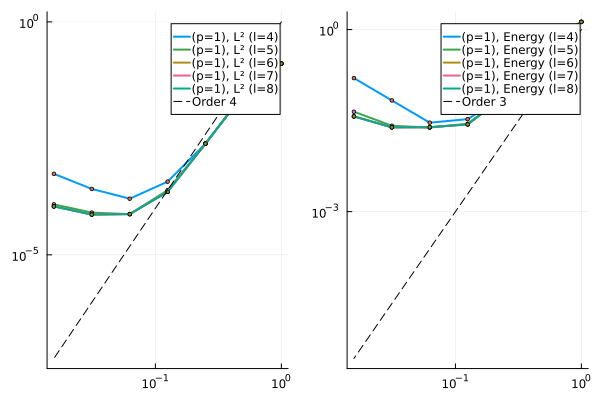 10⁰
10⁻⁵
10⁻¹
10⁰
(p=1), L² (l=4)
(p=1), L² (l=5)
(p=1), L² (l=6)
(p=1), L² (l=7)
(p=1), L² (l=8)
Order 4
10⁰
10⁻³
10⁻¹
10⁰
(p=1), Energy (l=4)
(p=1), Energy (l=5)
(p=1), Energy (l=6)
(p=1), Energy (l=7)
(p=1), Energy (l=8)
Order 3